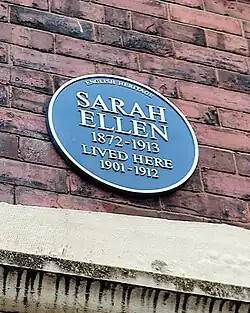 ENGLISH HERITAGE
SARAH
ELLEN
1872-1913
LIVED HERE
1901-1912